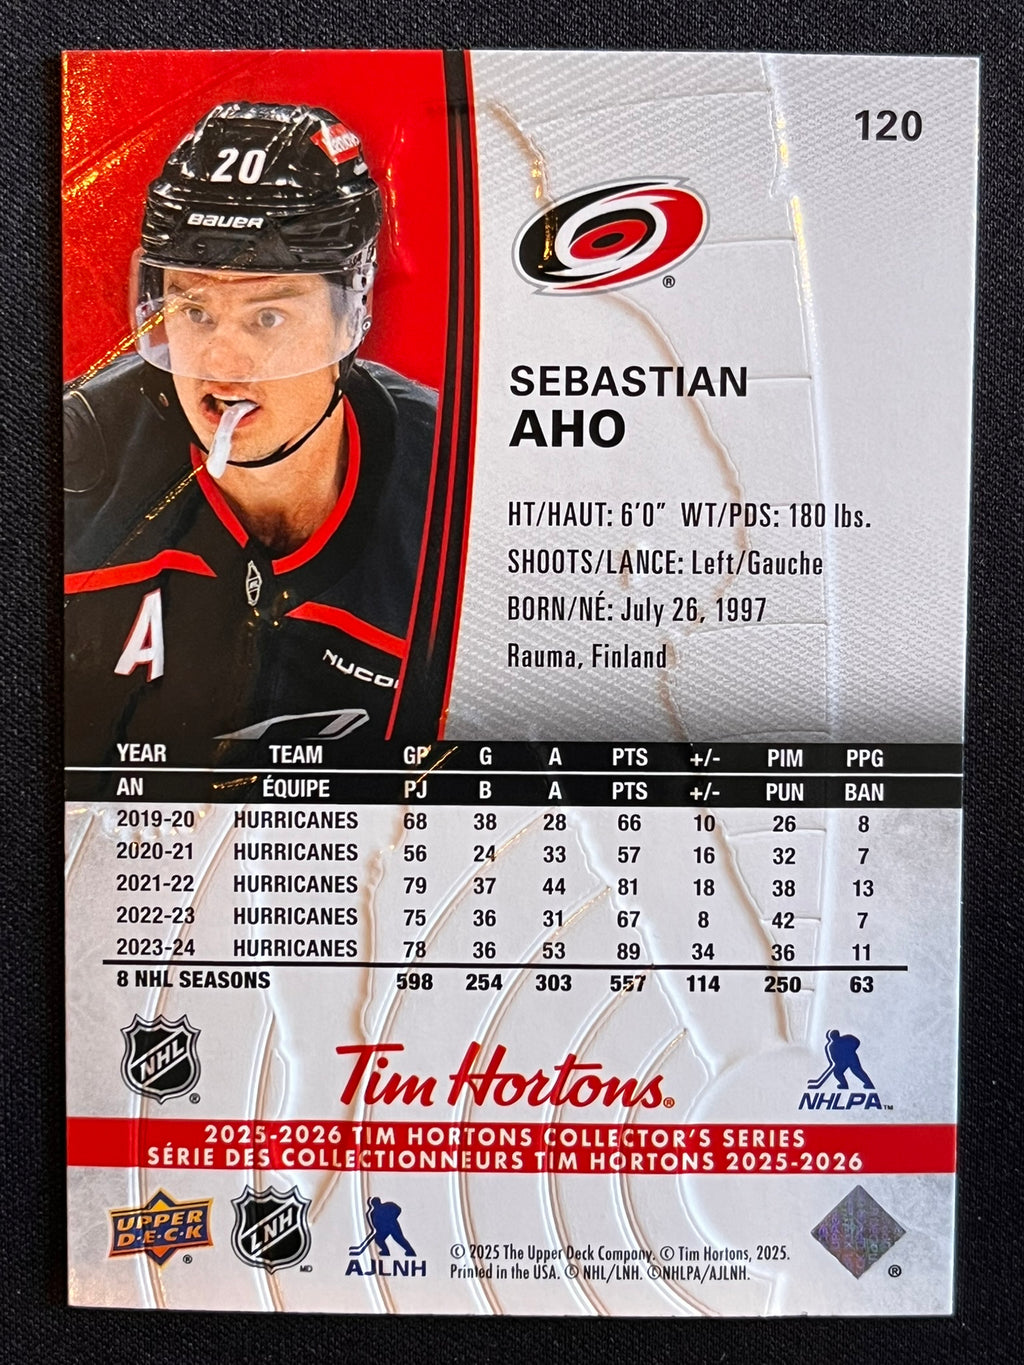 120
20
BAUER
®
SEBASTIAN
AHO
HT/HAUT: 6'0" WT/PDS: 180 lbs.
SHOOTS/LANCE: Left/Gauche
BORN/NÉ: July 26, 1997
Rauma, Finland
A
YEAR TEAM GP G A PTS +/- PIM PPG
AN ÉQUIPE PJ B A PTS +/- PUN BAN
2019-20 HURRICANES 68 38 28 66 10 26 8
2020-21 HURRICANES 56 24 33 57 16 32 7
2021-22 HURRICANES 79 37 44 81 18 38 13
2022-23 HURRICANES 75 36 31 67 8 42 7
2023-24 HURRICANES 78 36 53 89 34 36 11
8 NHL SEASONS 598 254 303 557 114 250 63
NHL ®
Tim Hortons®
NHLPA™
2025-2026 TIM HORTONS COLLECTOR'S SERIES
SÉRIE DES COLLECTIONNEURS TIM HORTONS 2025-2026
UPPER
D·E·C·K ®
LNH MD
AJLNH
© 2025 The Upper Deck Company. © Tim Hortons, 2025.
Printed in the USA. © NHL/LNH. ©NHLPA/AJLNH.
®